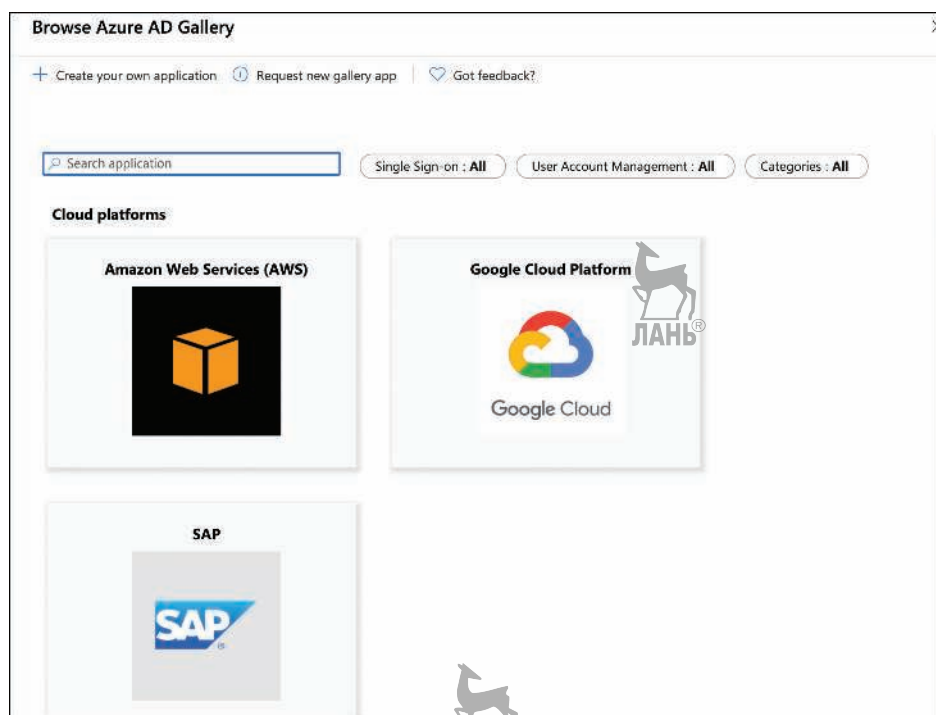 Browse Azure AD Gallery
Create your own application Request new gallery app Got feedback?
Search application Single Sign-on : All User Account Management : All Categories : All
Cloud platforms
Amazon Web Services (AWS) Google Cloud Platform
ЛАНЬ®
Google Cloud
SAP
SAP